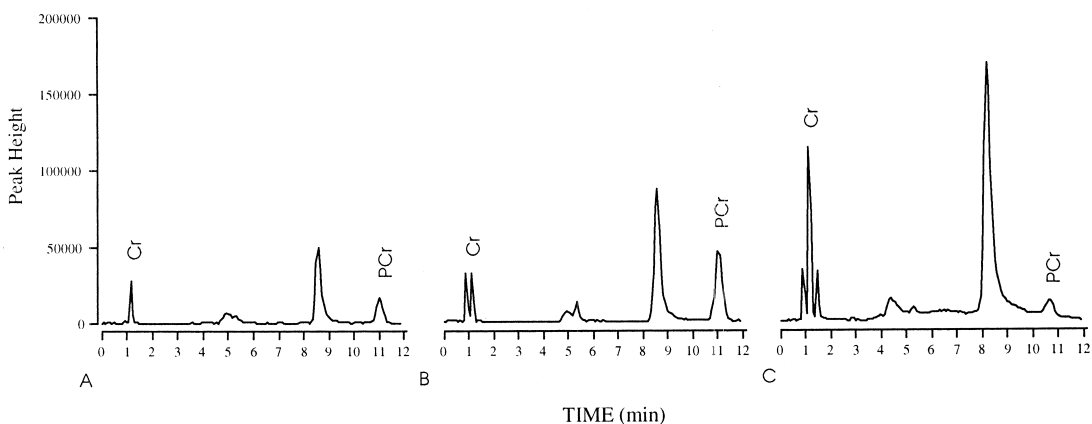 200000
150000
100000
50000
0
Peak Height
Cr
PCr
0 1 2 3 4 5 6 7 8 9 10 11 12
A
Cr
PCr
0 1 2 3 4 5 6 7 8 9 10 11 12
B
Cr
PCr
0 1 2 3 4 5 6 7 8 9 10 11 12
C
TIME (min)